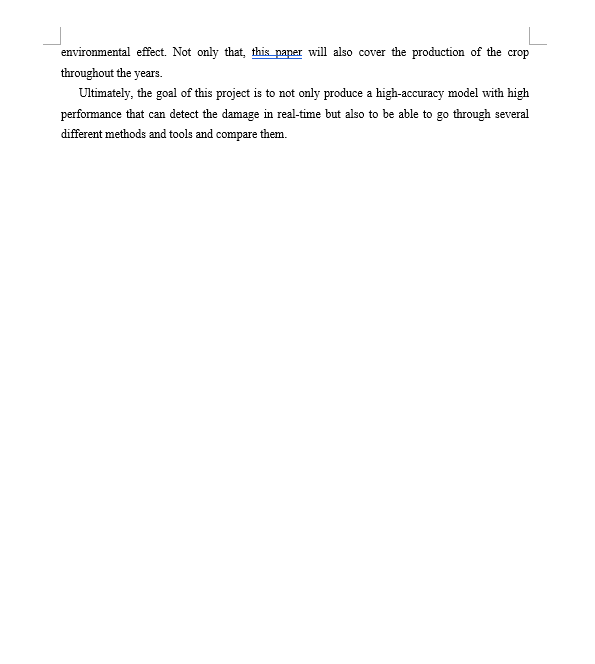 environmental effect. Not only that, this paper will also cover the production of the crop
throughout the years.
Ultimately, the goal of this project is to not only produce a high-accuracy model with high
performance that can detect the damage in real-time but also to be able to go through several
different methods and tools and compare them.